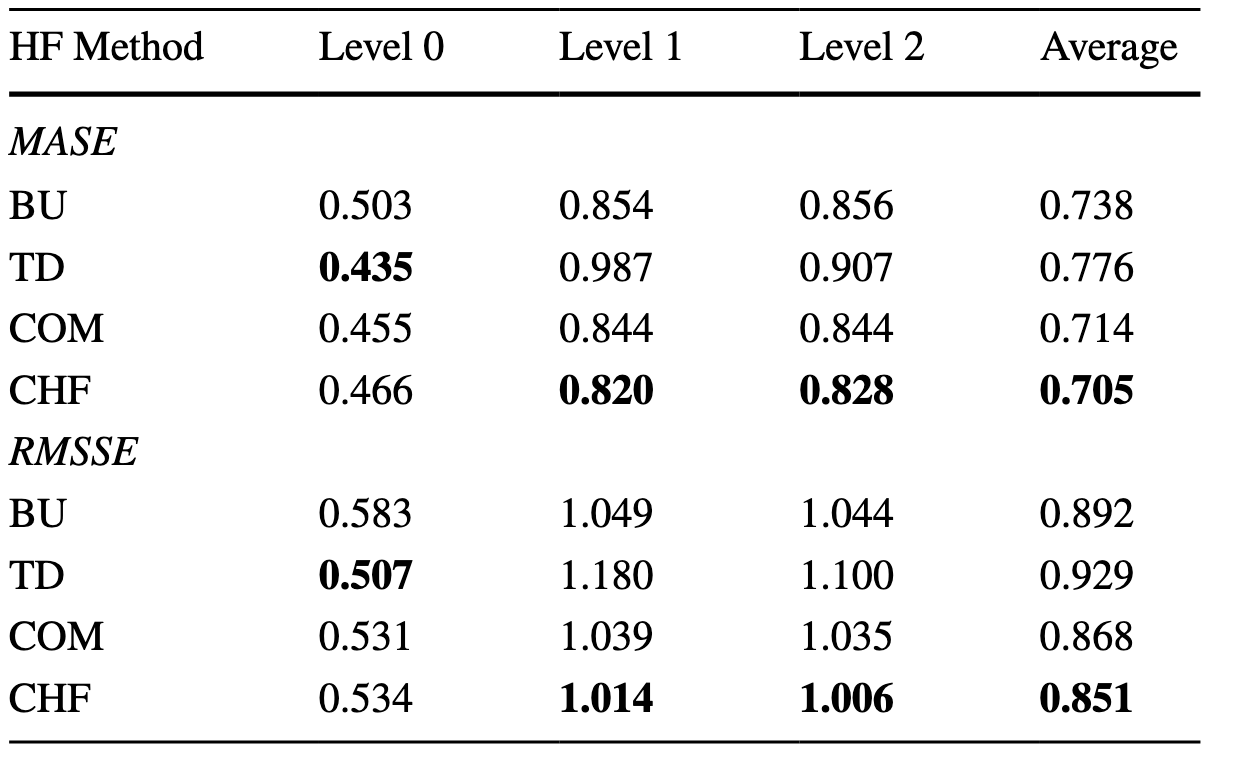 HF Method Level 0 Level 1 Level 2 Average
MASE
BU 0.503 0.854 0.856 0.738
TD 0.435 0.987 0.907 0.776
COM 0.455 0.844 0.844 0.714
CHF 0.466 0.820 0.828 0.705
RMSSE
BU 0.583 1.049 1.044 0.892
TD 0.507 1.180 1.100 0.929
COM 0.531 1.039 1.035 0.868
CHF 0.534 1.014 1.006 0.851